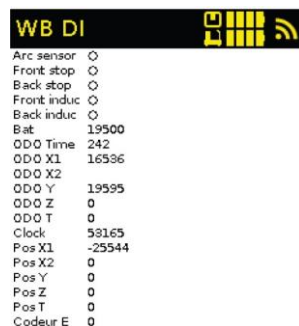 WB DI
Arc sensor
Front stop
Back stop
Front induc
Back induc
Bat 19500
ODO Time 242
ODO X1 16536
ODO X2
ODO Y 19595
ODO Z 0
ODO T 0
Clock 53165
Pos X1 -25544
Pos X2 0
Pos Y 0
Pos Z 0
Pos T 0
Codeur E 0